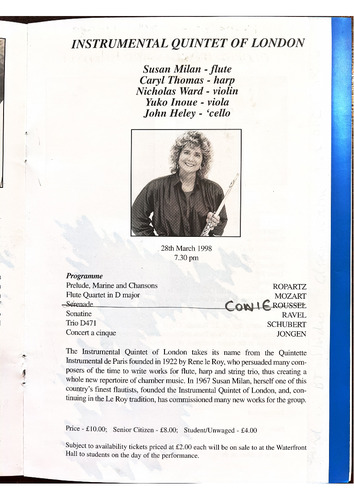 INSTRUMENTAL QUINTET OF LONDON
Susan Milan - flute
Caryl Thomas - harp
Nicholas Ward - violin
Yuko Inoue - viola
John Heley - 'cello
28th March 1998
7.30 pm
Programme
Prelude, Marine and Chansons ROPARTZ
Flute Quartet in D major MOZART
Serenade COWIE ROUSSEL
Sonatine RAVEL
Trio D471 SCHUBERT
Concert a cinque JONGEN
The Instrumental Quintet of London takes its name from the Quintette
Instrumental de Paris founded in 1922 by Rene le Roy, who persuaded many com-
posers of the time to write works for flute, harp and string trio, thus creating a
whole new repertoire of chamber music. In 1967 Susan Milan, herself one of this
country's finest flautists, founded the Instrumental Quintet of London, and, con-
tinuing in the Le Roy tradition, has commissioned many new works for the group.
Price - £10.00; Senior Citizen - £8.00; Student/Unwaged - £4.00
Subject to availability tickets priced at £2.00 each will be on sale to at the Waterfront
Hall to students on the day of the performance.